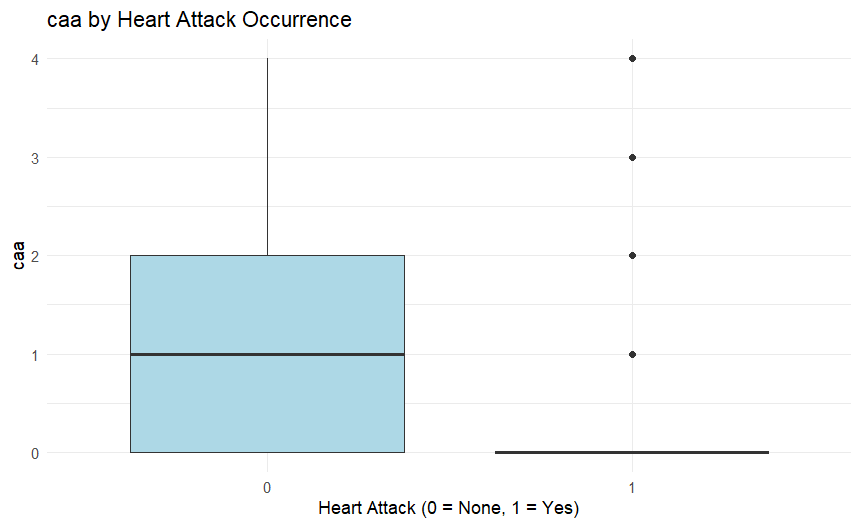 caa by Heart Attack Occurrence
4
3
2
1
0
caa
0 1
Heart Attack (0 = None, 1 = Yes)